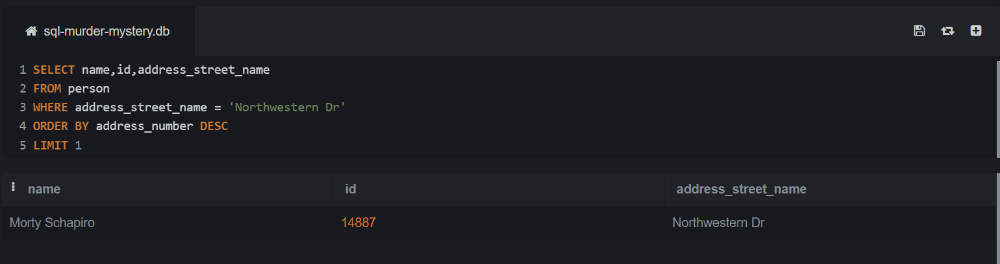 sql-murder-mystery.db
1 SELECT name,id,address_street_name
2 FROM person
3 WHERE address_street_name = 'Northwestern Dr'
4 ORDER BY address_number DESC
5 LIMIT 1
name id address_street_name
Morty Schapiro 14887 Northwestern Dr